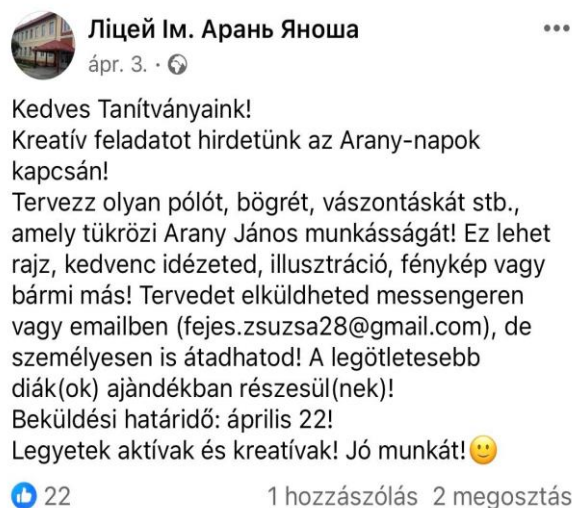 Ліцей Ім. Арань Яноша
ápr. 3. ·
Kedves Tanítványaink!
Kreatív feladatot hirdetünk az Arany-napok
kapcsán!
Tervezz olyan pólót, bögrét, vászontáskát stb.,
amely tükrözi Arany János munkásságát! Ez lehet
rajz, kedvenc idézeted, illusztráció, fénykép vagy
bármi más! Tervedet elküldheted messengeren
vagy emailben (fejes.zsuzsa28@gmail.com), de
személyesen is átadhatod! A legötletesebb
diák(ok) ajàndékban részesül(nek)!
Beküldési határidő: április 22!
Legyetek aktívak és kreatívak! Jó munkát!🙂
22 1 hozzászólás 2 megosztás